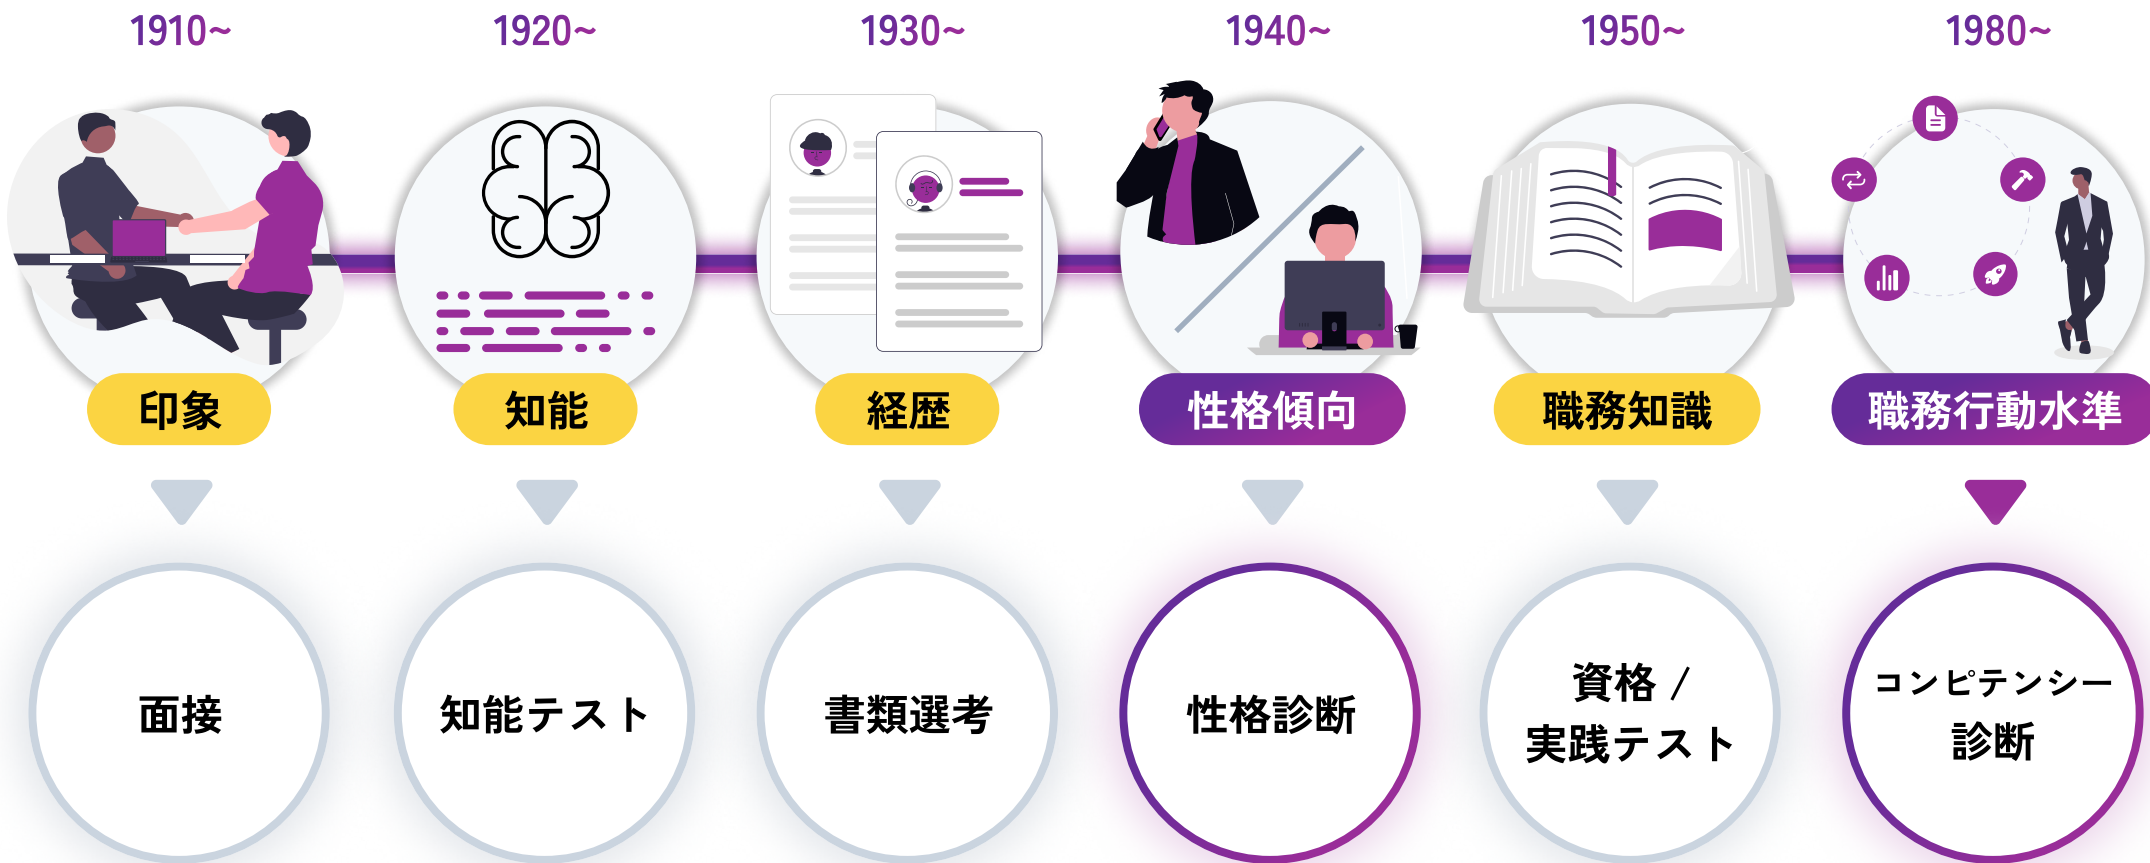 1910~
1920~
1930~
1940~
1950~
1980~
印象
知能
経歴
性格傾向
職務知識
職務行動水準
面接
知能テスト
書類選考
性格診断
資格 /
実践テスト
コンピテンシー
診断